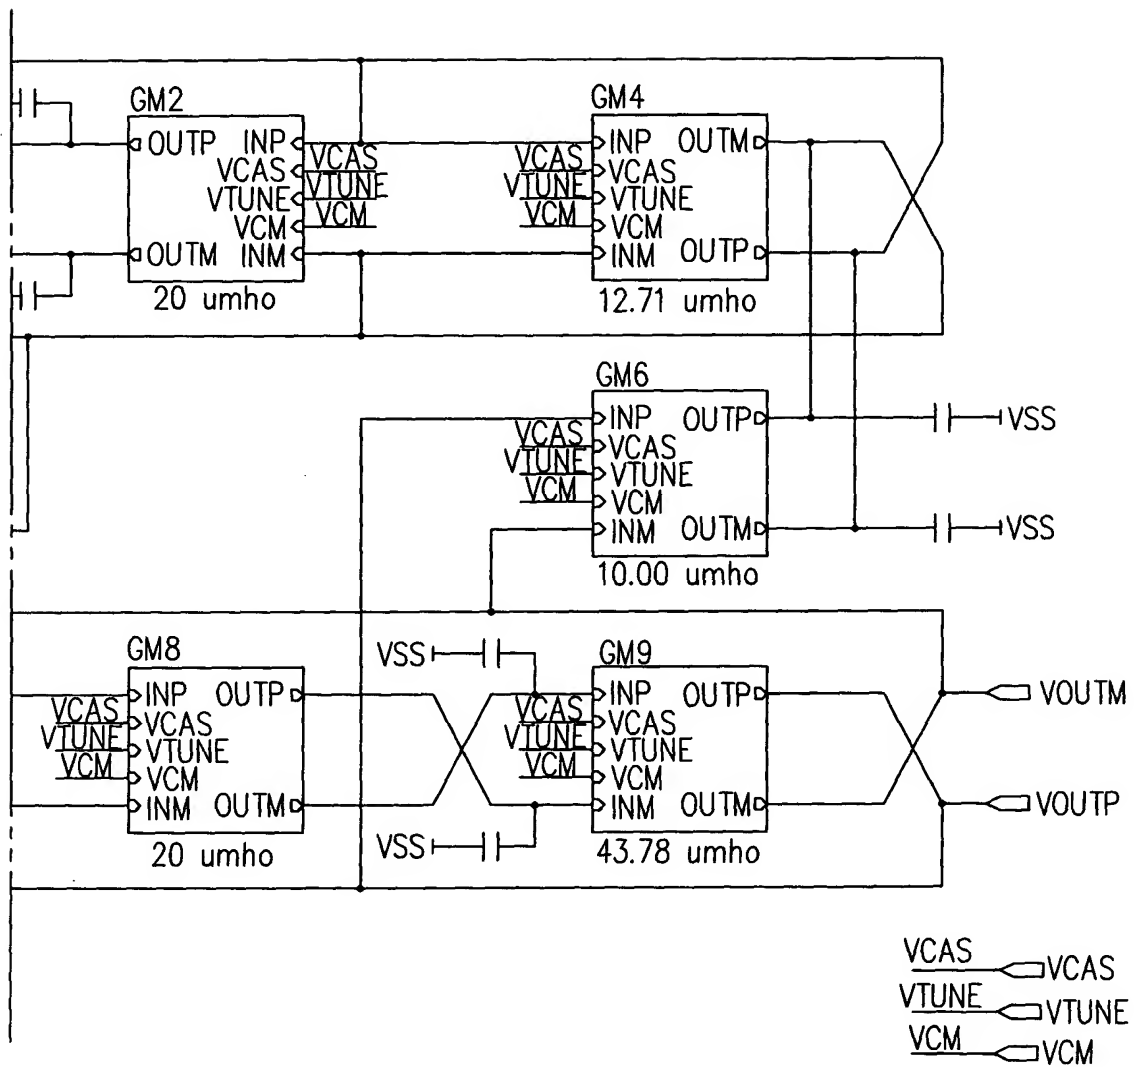 GM2
OUTP INP
VCAS VCAS
VTUNE VTUNE
VCM VCM
OUTM INM
20 umho
GM4
INP OUTM
VCAS VCAS
VTUNE VTUNE
VCM VCM
INM OUTP
12.71 umho
GM6
INP OUTP
VCAS VCAS
VTUNE VTUNE
VCM VCM
INM OUTM
10.00 umho
VSS
VSS
GM8
INP OUTP
VCAS VCAS
VTUNE VTUNE
VCM VCM
INM OUTM
20 umho
VSS
VSS
GM9
INP OUTP
VCAS VCAS
VTUNE VTUNE
VCM VCM
INM OUTM
43.78 umho
VOUTM
VOUTP
VCAS VCAS
VTUNE VTUNE
VCM VCM